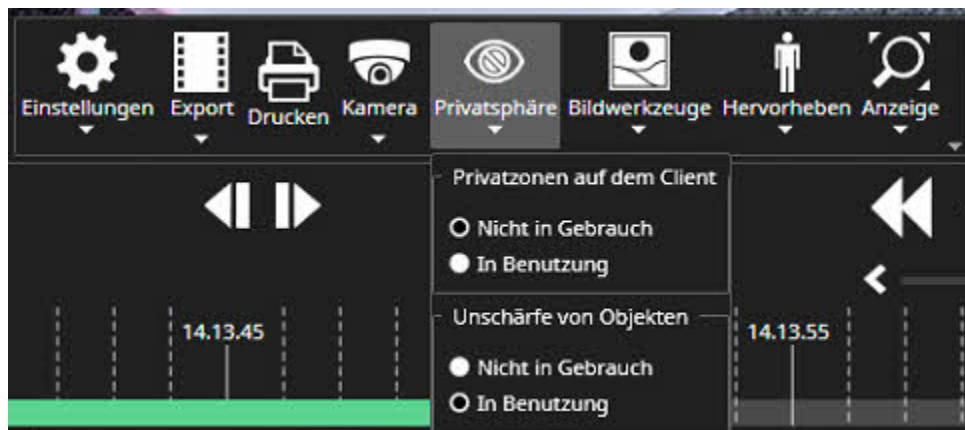 Einstellungen Export Drucken Kamera Privatsphäre Bildwerkzeuge Hervorheben Anzeige
Privatzonen auf dem Client
Nicht in Gebrauch
In Benutzung
Unschärfe von Objekten
14.13.45 14.13.55
Nicht in Gebrauch
In Benutzung